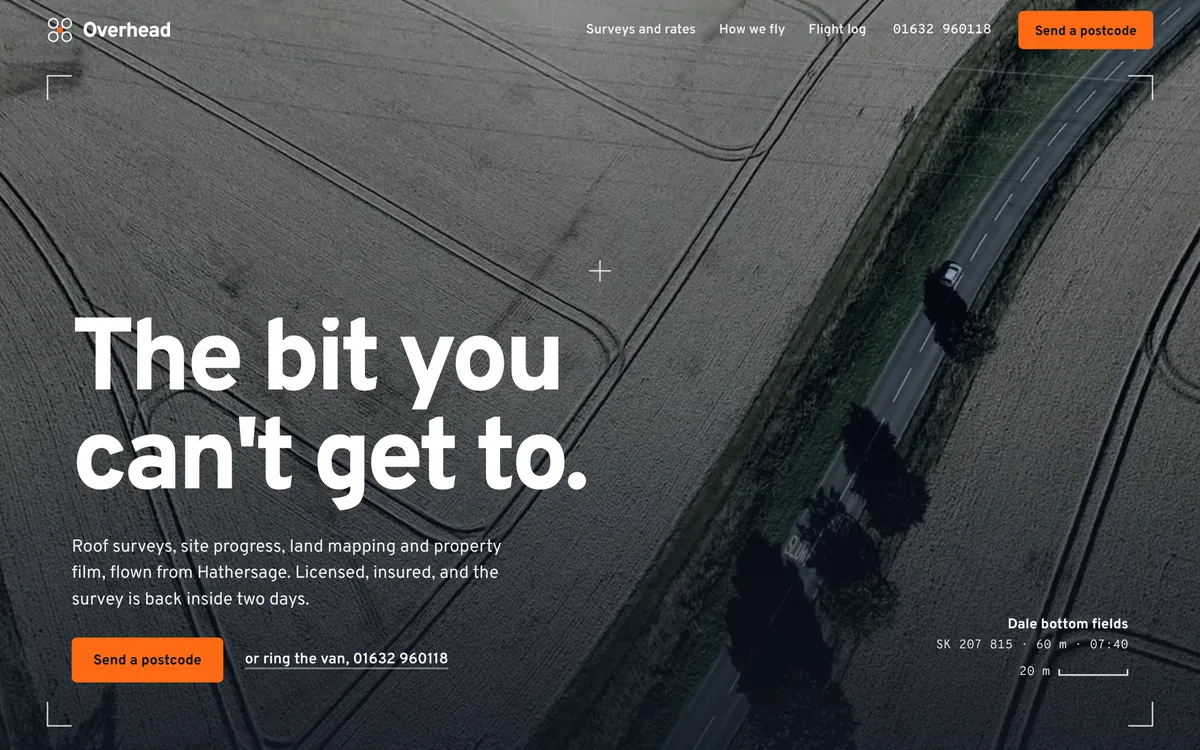 Overhead
Surveys and rates
How we fly
Flight log
01632 960118
Send a postcode
The bit you
can't get to.
Roof surveys, site progress, land mapping and property
film, flown from Hathersage. Licensed, insured, and the
survey is back inside two days.
Send a postcode
or ring the van, 01632 960118
Dale bottom fields
SK 207 815 · 60 m · 07:40
20 m